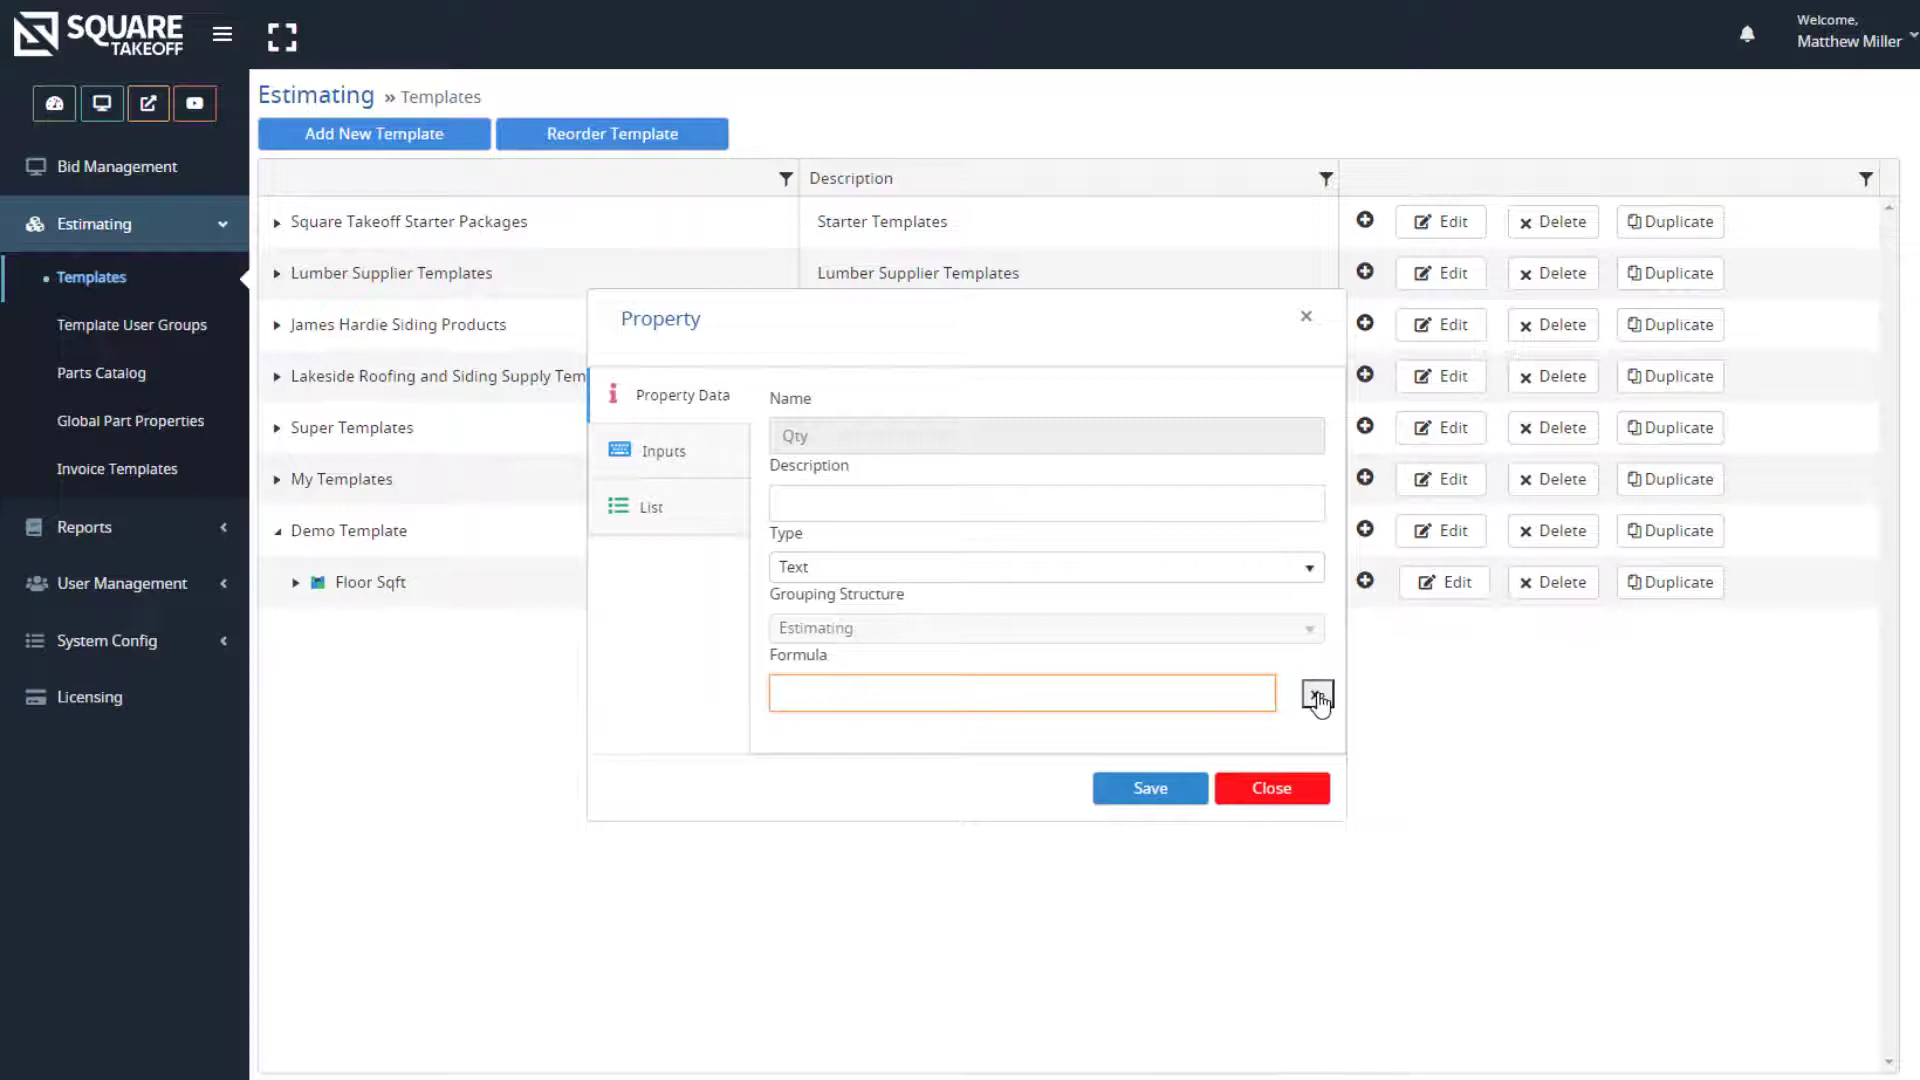 SQUARE
TAKEOFF
Welcome,
Matthew Miller
Bid Management
Estimating
Templates
Template User Groups
Parts Catalog
Global Part Properties
Invoice Templates
Reports
User Management
System Config
Licensing
Estimating » Templates
Add New Template
Reorder Template
Description
Square Takeoff Starter Packages
Starter Templates
Edit
Delete
Duplicate
Lumber Supplier Templates
Lumber Supplier Templates
Edit
Delete
Duplicate
James Hardie Siding Products
Edit
Delete
Duplicate
Lakeside Roofing and Siding Supply Tem
Edit
Delete
Duplicate
Super Templates
Edit
Delete
Duplicate
My Templates
Edit
Delete
Duplicate
Demo Template
Edit
Delete
Duplicate
Floor Sqft
Edit
Delete
Duplicate
Property
Property Data
Inputs
List
Name
Qty
Description
Type
Text
Grouping Structure
Estimating
Formula
Save
Close